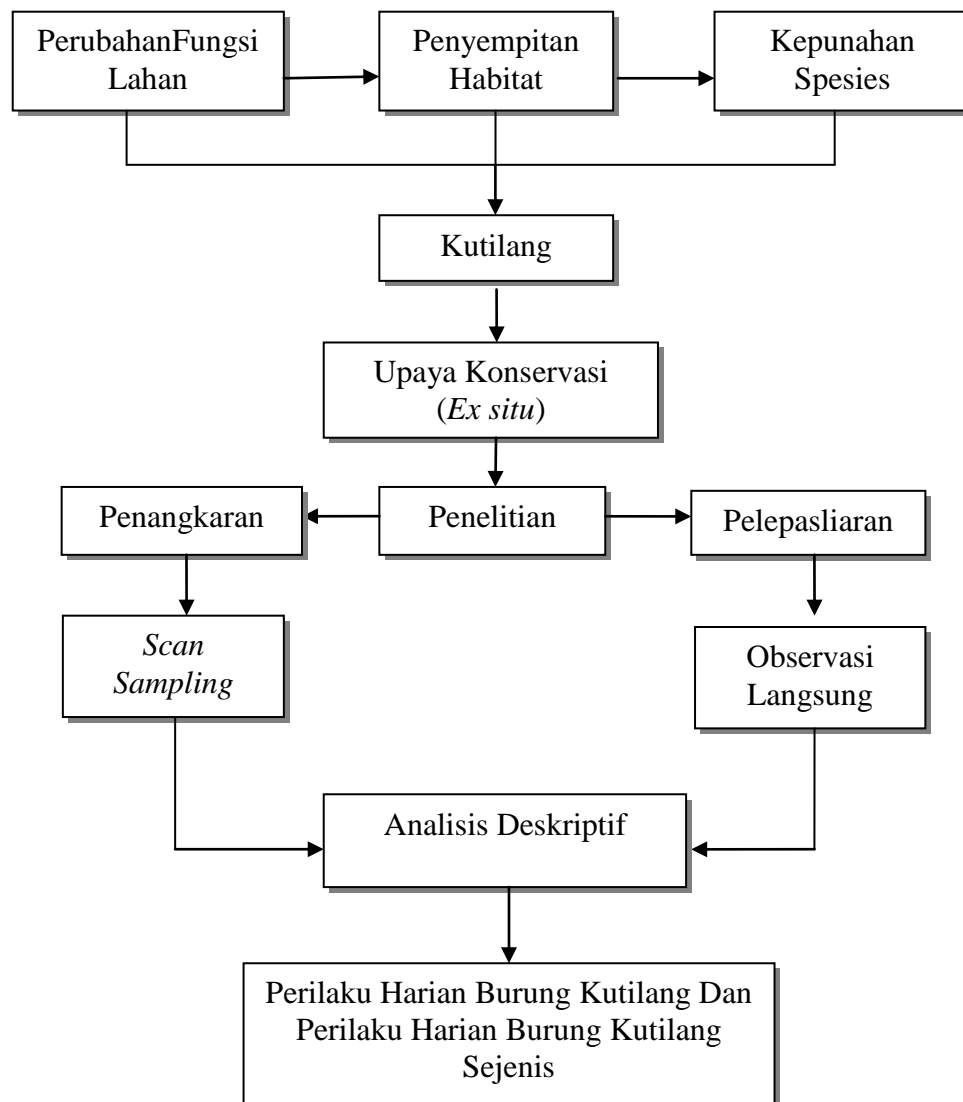 PerubahanFungsi
Lahan
Penyempitan
Habitat
Kepunahan
Spesies
Kutilang
Upaya Konservasi
(Ex situ)
Penangkaran
Penelitian
Pelepasliaran
Scan
Sampling
Observasi
Langsung
Analisis Deskriptif
Perilaku Harian Burung Kutilang Dan
Perilaku Harian Burung Kutilang
Sejenis